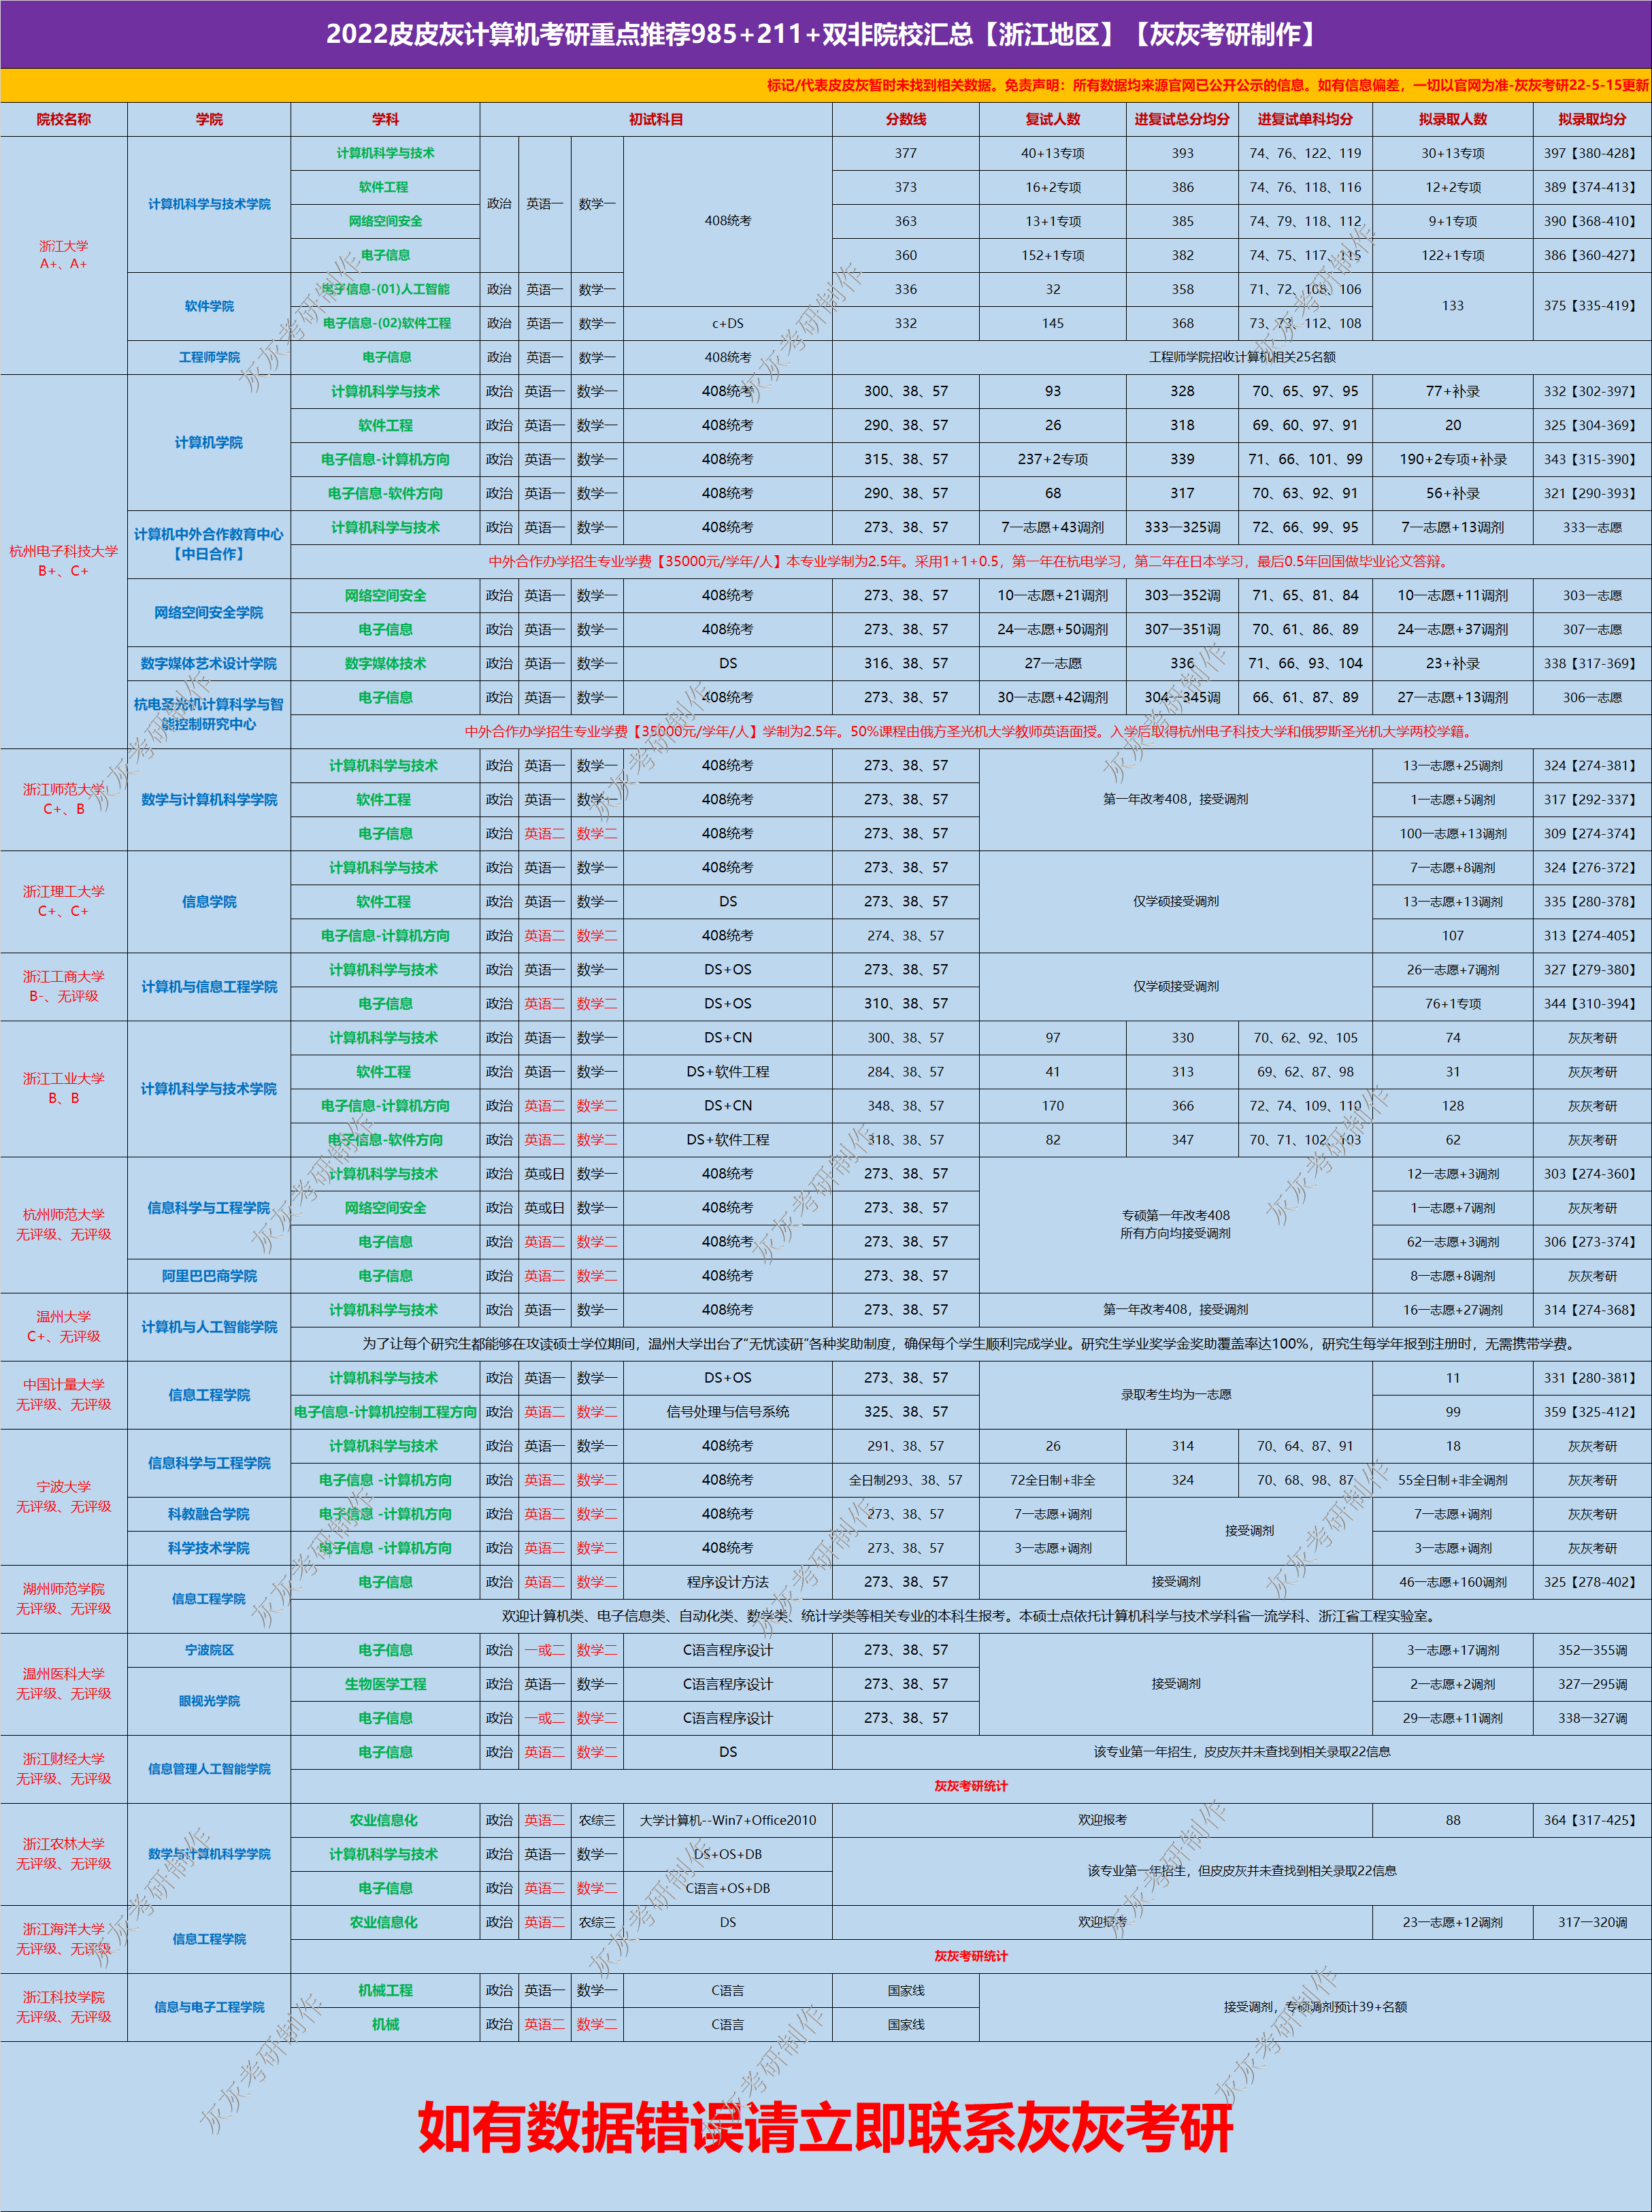 2022皮皮灰计算机考研重点推荐985+211+双非院校汇总【浙江地区】【灰灰考研制作】
标记/代表皮皮灰暂时未找到相关数据。免责声明：所有数据均来源官网已公开公示的信息。如有信息偏差，一切以官网为准-灰灰考研22-5-15更新
院校名称 学院 学科 初试科目 分数线 复试人数 进复试总分均分 进复试单科均分 拟录取人数 拟录取均分
浙江大学
A+、A+
计算机科学与技术学院
计算机科学与技术 政治 英语一 数学一 408统考 377 40+13专项 393 74、76、122、119 30+13专项 397【380-428】
软件工程 373 16+2专项 386 74、76、118、116 12+2专项 389【374-413】
网络空间安全 363 13+1专项 385 74、79、118、112 9+1专项 390【368-410】
电子信息 360 152+1专项 382 74、75、117、115 122+1专项 386【360-427】
软件学院
电子信息-(01)人工智能 政治 英语一 数学一 336 32 358 71、72、108、106 133 375【335-419】
电子信息-(02)软件工程 政治 英语一 数学一 c+DS 332 145 368 73、73、112、108
工程师学院 电子信息 政治 英语一 数学一 408统考 工程师学院招收计算机相关25名额
杭州电子科技大学
B+、C+
计算机学院
计算机科学与技术 政治 英语一 数学一 408统考 300、38、57 93 328 70、65、97、95 77+补录 332【302-397】
软件工程 政治 英语一 数学一 408统考 290、38、57 26 318 69、60、97、91 20 325【304-369】
电子信息-计算机方向 政治 英语一 数学一 408统考 315、38、57 237+2专项 339 71、66、101、99 190+2专项+补录 343【315-390】
电子信息-软件方向 政治 英语一 数学一 408统考 290、38、57 68 317 70、63、92、91 56+补录 321【290-393】
计算机中外合作教育中心
【中日合作】
计算机科学与技术 政治 英语一 数学一 408统考 273、38、57 7一志愿+43调剂 333一325调 72、66、99、95 7一志愿+13调剂 333一志愿
中外合作办学招生专业学费【35000元/学年/人】本专业学制为2.5年。采用1+1+0.5，第一年在杭电学习，第二年在日本学习，最后0.5年回国做毕业论文答辩。
网络空间安全学院
网络空间安全 政治 英语一 数学一 408统考 273、38、57 10一志愿+21调剂 303一352调 71、65、81、84 10一志愿+11调剂 303一志愿
电子信息 政治 英语一 数学一 408统考 273、38、57 24一志愿+50调剂 307一351调 70、61、86、89 24一志愿+37调剂 307一志愿
数字媒体艺术设计学院 数字媒体技术 政治 英语一 数学一 DS 316、38、57 27一志愿 336 71、66、93、104 23+补录 338【317-369】
杭电圣光机计算科学与智
能控制研究中心
电子信息 政治 英语一 数学一 408统考 273、38、57 30一志愿+42调剂 304一345调 66、61、87、89 27一志愿+13调剂 306一志愿
中外合作办学招生专业学费【35000元/学年/人】学制为2.5年。50%课程由俄方圣光机大学教师英语面授。入学后取得杭州电子科技大学和俄罗斯圣光机大学两校学籍。
浙江师范大学
C+、B
数学与计算机科学学院
计算机科学与技术 政治 英语一 数学一 408统考 273、38、57 第一年改考408，接受调剂 13一志愿+25调剂 324【274-381】
软件工程 政治 英语一 数学一 408统考 273、38、57 1一志愿+5调剂 317【292-337】
电子信息 政治 英语二 数学二 408统考 273、38、57 100一志愿+13调剂 309【274-374】
浙江理工大学
C+、C+
信息学院
计算机科学与技术 政治 英语一 数学一 408统考 273、38、57 仅学硕接受调剂 7一志愿+8调剂 324【276-372】
软件工程 政治 英语一 数学一 DS 273、38、57 13一志愿+13调剂 335【280-378】
电子信息-计算机方向 政治 英语二 数学二 408统考 274、38、57 107 313【274-405】
浙江工商大学
B-、无评级
计算机与信息工程学院
计算机科学与技术 政治 英语一 数学一 DS+OS 273、38、57 仅学硕接受调剂 26一志愿+7调剂 327【279-380】
电子信息 政治 英语二 数学二 DS+OS 310、38、57 76+1专项 344【310-394】
浙江工业大学
B、B
计算机科学与技术学院
计算机科学与技术 政治 英语一 数学一 DS+CN 300、38、57 97 330 70、62、92、105 74 灰灰考研
软件工程 政治 英语一 数学一 DS+软件工程 284、38、57 41 313 69、62、87、98 31 灰灰考研
电子信息-计算机方向 政治 英语二 数学二 DS+CN 348、38、57 170 366 72、74、109、110 128 灰灰考研
电子信息-软件方向 政治 英语二 数学二 DS+软件工程 318、38、57 82 347 70、71、102、103 62 灰灰考研
杭州师范大学
无评级、无评级
信息科学与工程学院
计算机科学与技术 政治 英或日 数学一 408统考 273、38、57 专硕第一年改考408
所有方向均接受调剂 12一志愿+3调剂 303【274-360】
网络空间安全 政治 英或日 数学一 408统考 273、38、57 1一志愿+7调剂 灰灰考研
电子信息 政治 英语二 数学二 408统考 273、38、57 62一志愿+3调剂 306【273-374】
阿里巴巴商学院 电子信息 政治 英语二 数学二 408统考 273、38、57 8一志愿+8调剂 灰灰考研
温州大学
C+、无评级
计算机与人工智能学院
计算机科学与技术 政治 英语一 数学一 408统考 273、38、57 第一年改考408，接受调剂 16一志愿+27调剂 314【274-368】
为了让每个研究生都能够在攻读硕士学位期间，温州大学出台了“无忧读研”各种奖助制度，确保每个学生顺利完成学业。研究生学业奖学金奖助覆盖率达100%，研究生每学年报到注册时，无需携带学费。
中国计量大学
无评级、无评级
信息工程学院
计算机科学与技术 政治 英语一 数学一 DS+OS 273、38、57 录取考生均为一志愿 11 331【280-381】
电子信息-计算机控制工程方向 政治 英语二 数学二 信号处理与信号系统 325、38、57 99 359【325-412】
宁波大学
无评级、无评级
信息科学与工程学院
计算机科学与技术 政治 英语一 数学一 408统考 291、38、57 26 314 70、64、87、91 18 灰灰考研
电子信息 -计算机方向 政治 英语二 数学二 408统考 全日制293、38、57 72全日制+非全 324 70、68、98、87 55全日制+非全调剂 灰灰考研
科教融合学院 电子信息 -计算机方向 政治 英语二 数学二 408统考 273、38、57 7一志愿+调剂 接受调剂 7一志愿+调剂 灰灰考研
科学技术学院 电子信息 -计算机方向 政治 英语二 数学二 408统考 273、38、57 3一志愿+调剂 3一志愿+调剂 灰灰考研
湖州师范学院
无评级、无评级
信息工程学院
电子信息 政治 英语二 数学二 程序设计方法 273、38、57 接受调剂 46一志愿+160调剂 325【278-402】
欢迎计算机类、电子信息类、自动化类、数学类、统计学类等相关专业的本科生报考。本硕士点依托计算机科学与技术学科省一流学科、浙江省工程实验室。
温州医科大学
无评级、无评级
宁波院区 电子信息 政治 一或二 数学二 C语言程序设计 273、38、57 接受调剂 3一志愿+17调剂 352一355调
眼视光学院
生物医学工程 政治 英语一 数学一 C语言程序设计 273、38、57 2一志愿+2调剂 327一295调
电子信息 政治 一或二 数学二 C语言程序设计 273、38、57 29一志愿+11调剂 338一327调
浙江财经大学
无评级、无评级
信息管理人工智能学院
电子信息 政治 英语二 数学二 DS 该专业第一年招生，皮皮灰并未查找到相关录取22信息
灰灰考研统计
浙江农林大学
无评级、无评级
数学与计算机科学学院
农业信息化 政治 英语二 农综三 大学计算机--Win7+Office2010 欢迎报考 88 364【317-425】
计算机科学与技术 政治 英语一 数学一 DS+OS+DB 该专业第一年招生，但皮皮灰并未查找到相关录取22信息
电子信息 政治 英语二 数学二 C语言+OS+DB
浙江海洋大学
无评级、无评级
信息工程学院
农业信息化 政治 英语二 农综三 DS 欢迎报考 23一志愿+12调剂 317一320调
灰灰考研统计
浙江科技学院
无评级、无评级
信息与电子工程学院
机械工程 政治 英语一 数学一 C语言 国家线 接受调剂，专硕调剂预计39+名额
机械 政治 英语二 数学二 C语言 国家线
如有数据错误请立即联系灰灰考研